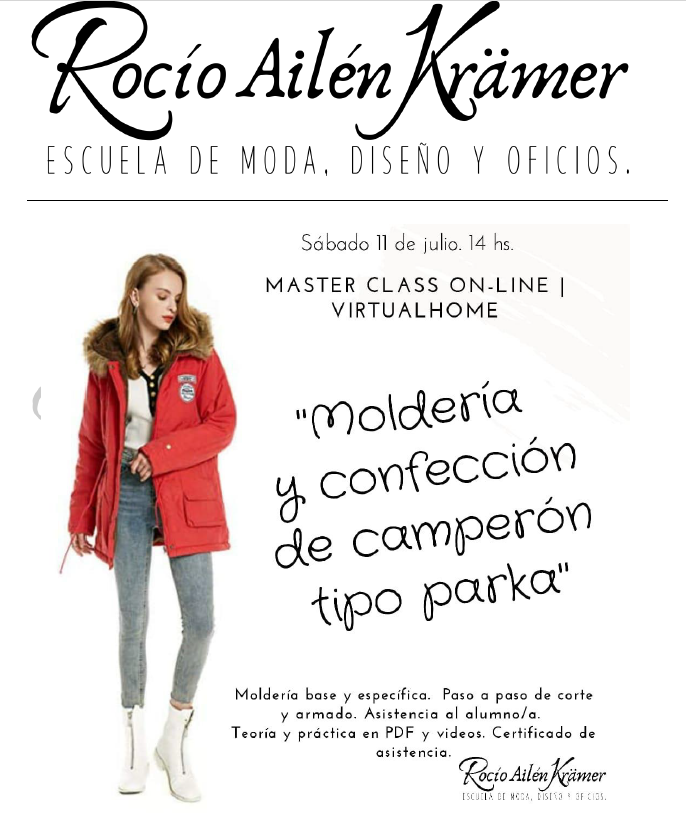 Rocío Ailén Krämer
ESCUELA DE MODA, DISEÑO Y OFICIOS.
Sábado 11 de julio. 14 hs.
MASTER CLASS ON-LINE |
VIRTUALHOME
"Moldería
y confección
de camperón
tipo parka"
Moldería base y específica. Paso a paso de corte
y armado. Asistencia al alumno/a.
Teoría y práctica en PDF y videos. Certificado de
asistencia.
Rocío Ailén Krämer
ESCUELA DE MODA, DISEÑO Y OFICIOS.